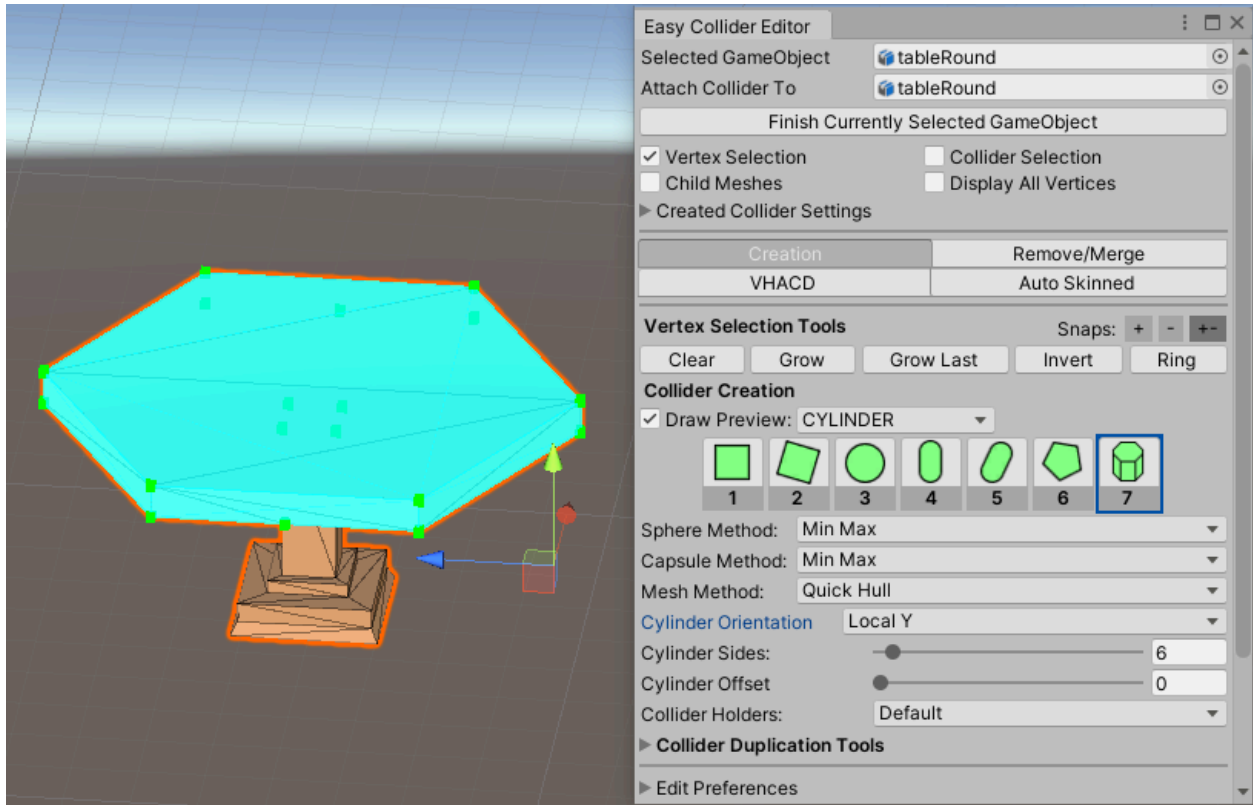 Easy Collider Editor
Selected GameObject tableRound
Attach Collider To tableRound
Finish Currently Selected GameObject
Vertex Selection Collider Selection
Child Meshes Display All Vertices
Created Collider Settings
Creation Remove/Merge
VHACD Auto Skinned
Vertex Selection Tools Snaps: + - +-
Clear Grow Grow Last Invert Ring
Collider Creation
Draw Preview: CYLINDER
1 2 3 4 5 6 7
Sphere Method: Min Max
Capsule Method: Min Max
Mesh Method: Quick Hull
Cylinder Orientation Local Y
Cylinder Sides: 6
Cylinder Offset 0
Collider Holders: Default
Collider Duplication Tools
Edit Preferences